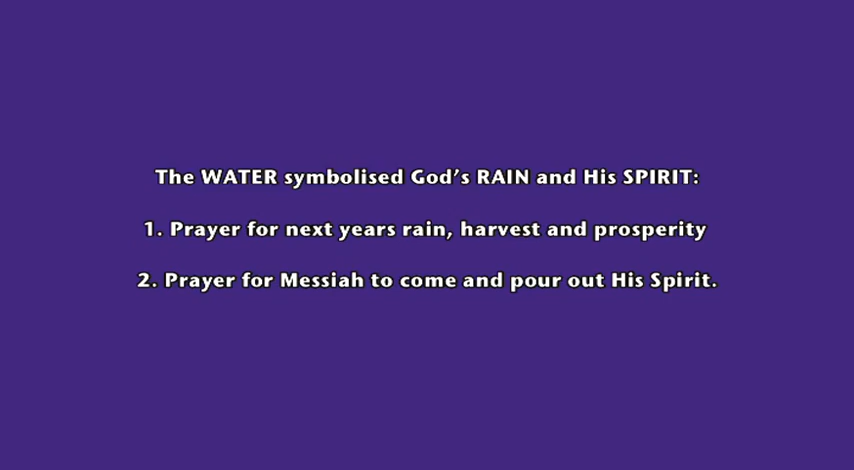 The WATER symbolised God’s RAIN and His SPIRIT:
1. Prayer for next years rain, harvest and prosperity
2. Prayer for Messiah to come and pour out His Spirit.